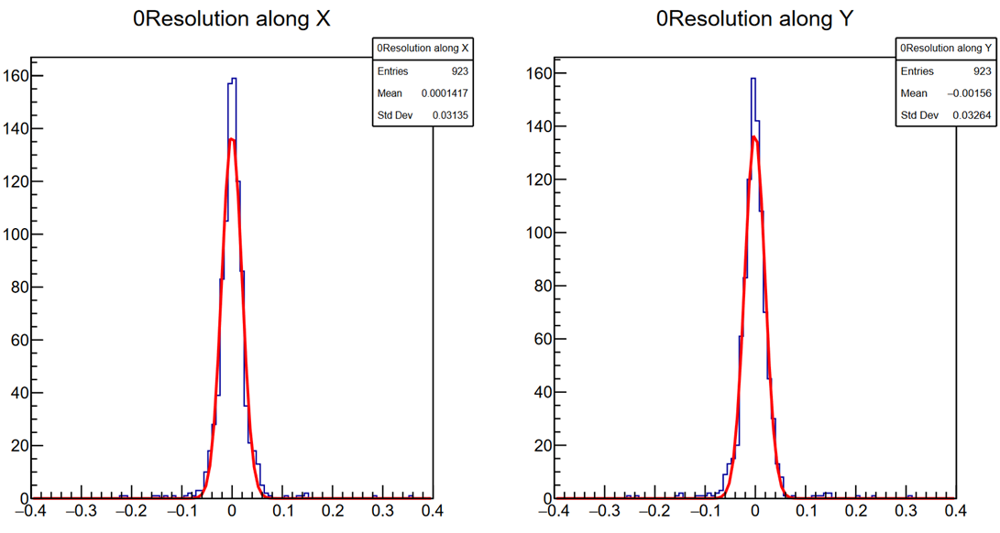 0Resolution along X
0Resolution along X
Entries 923
Mean 0.0001417
Std Dev 0.03135
160
140
120
100
80
60
40
20
0
−0.4 −0.3 −0.2 −0.1 0 0.1 0.2 0.3 0.4
0Resolution along Y
0Resolution along Y
Entries 923
Mean −0.00156
Std Dev 0.03264
160
140
120
100
80
60
40
20
0
−0.4 −0.3 −0.2 −0.1 0 0.1 0.2 0.3 0.4